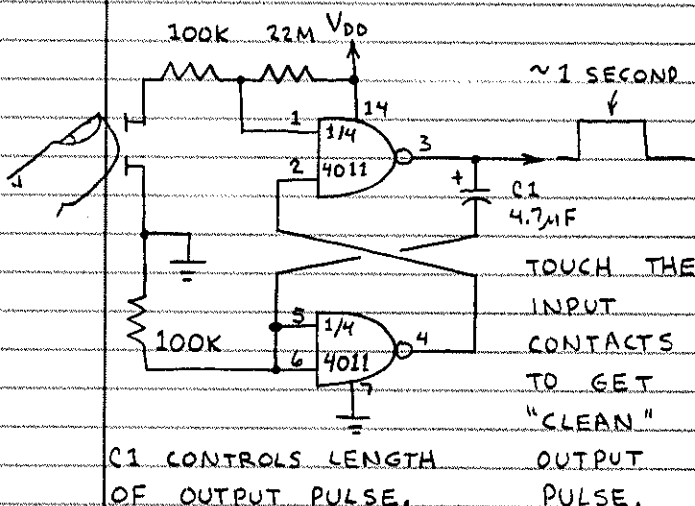 100K 22M VDD
~ 1 SECOND
14
1
1/4
3
2
4011
+
C1
4.7µF
TOUCH THE
INPUT
5
1/4
CONTACTS
100K
4
6
4011
TO GET
7
"CLEAN"
C1 CONTROLS LENGTH
OUTPUT
OF OUTPUT PULSE.
PULSE.